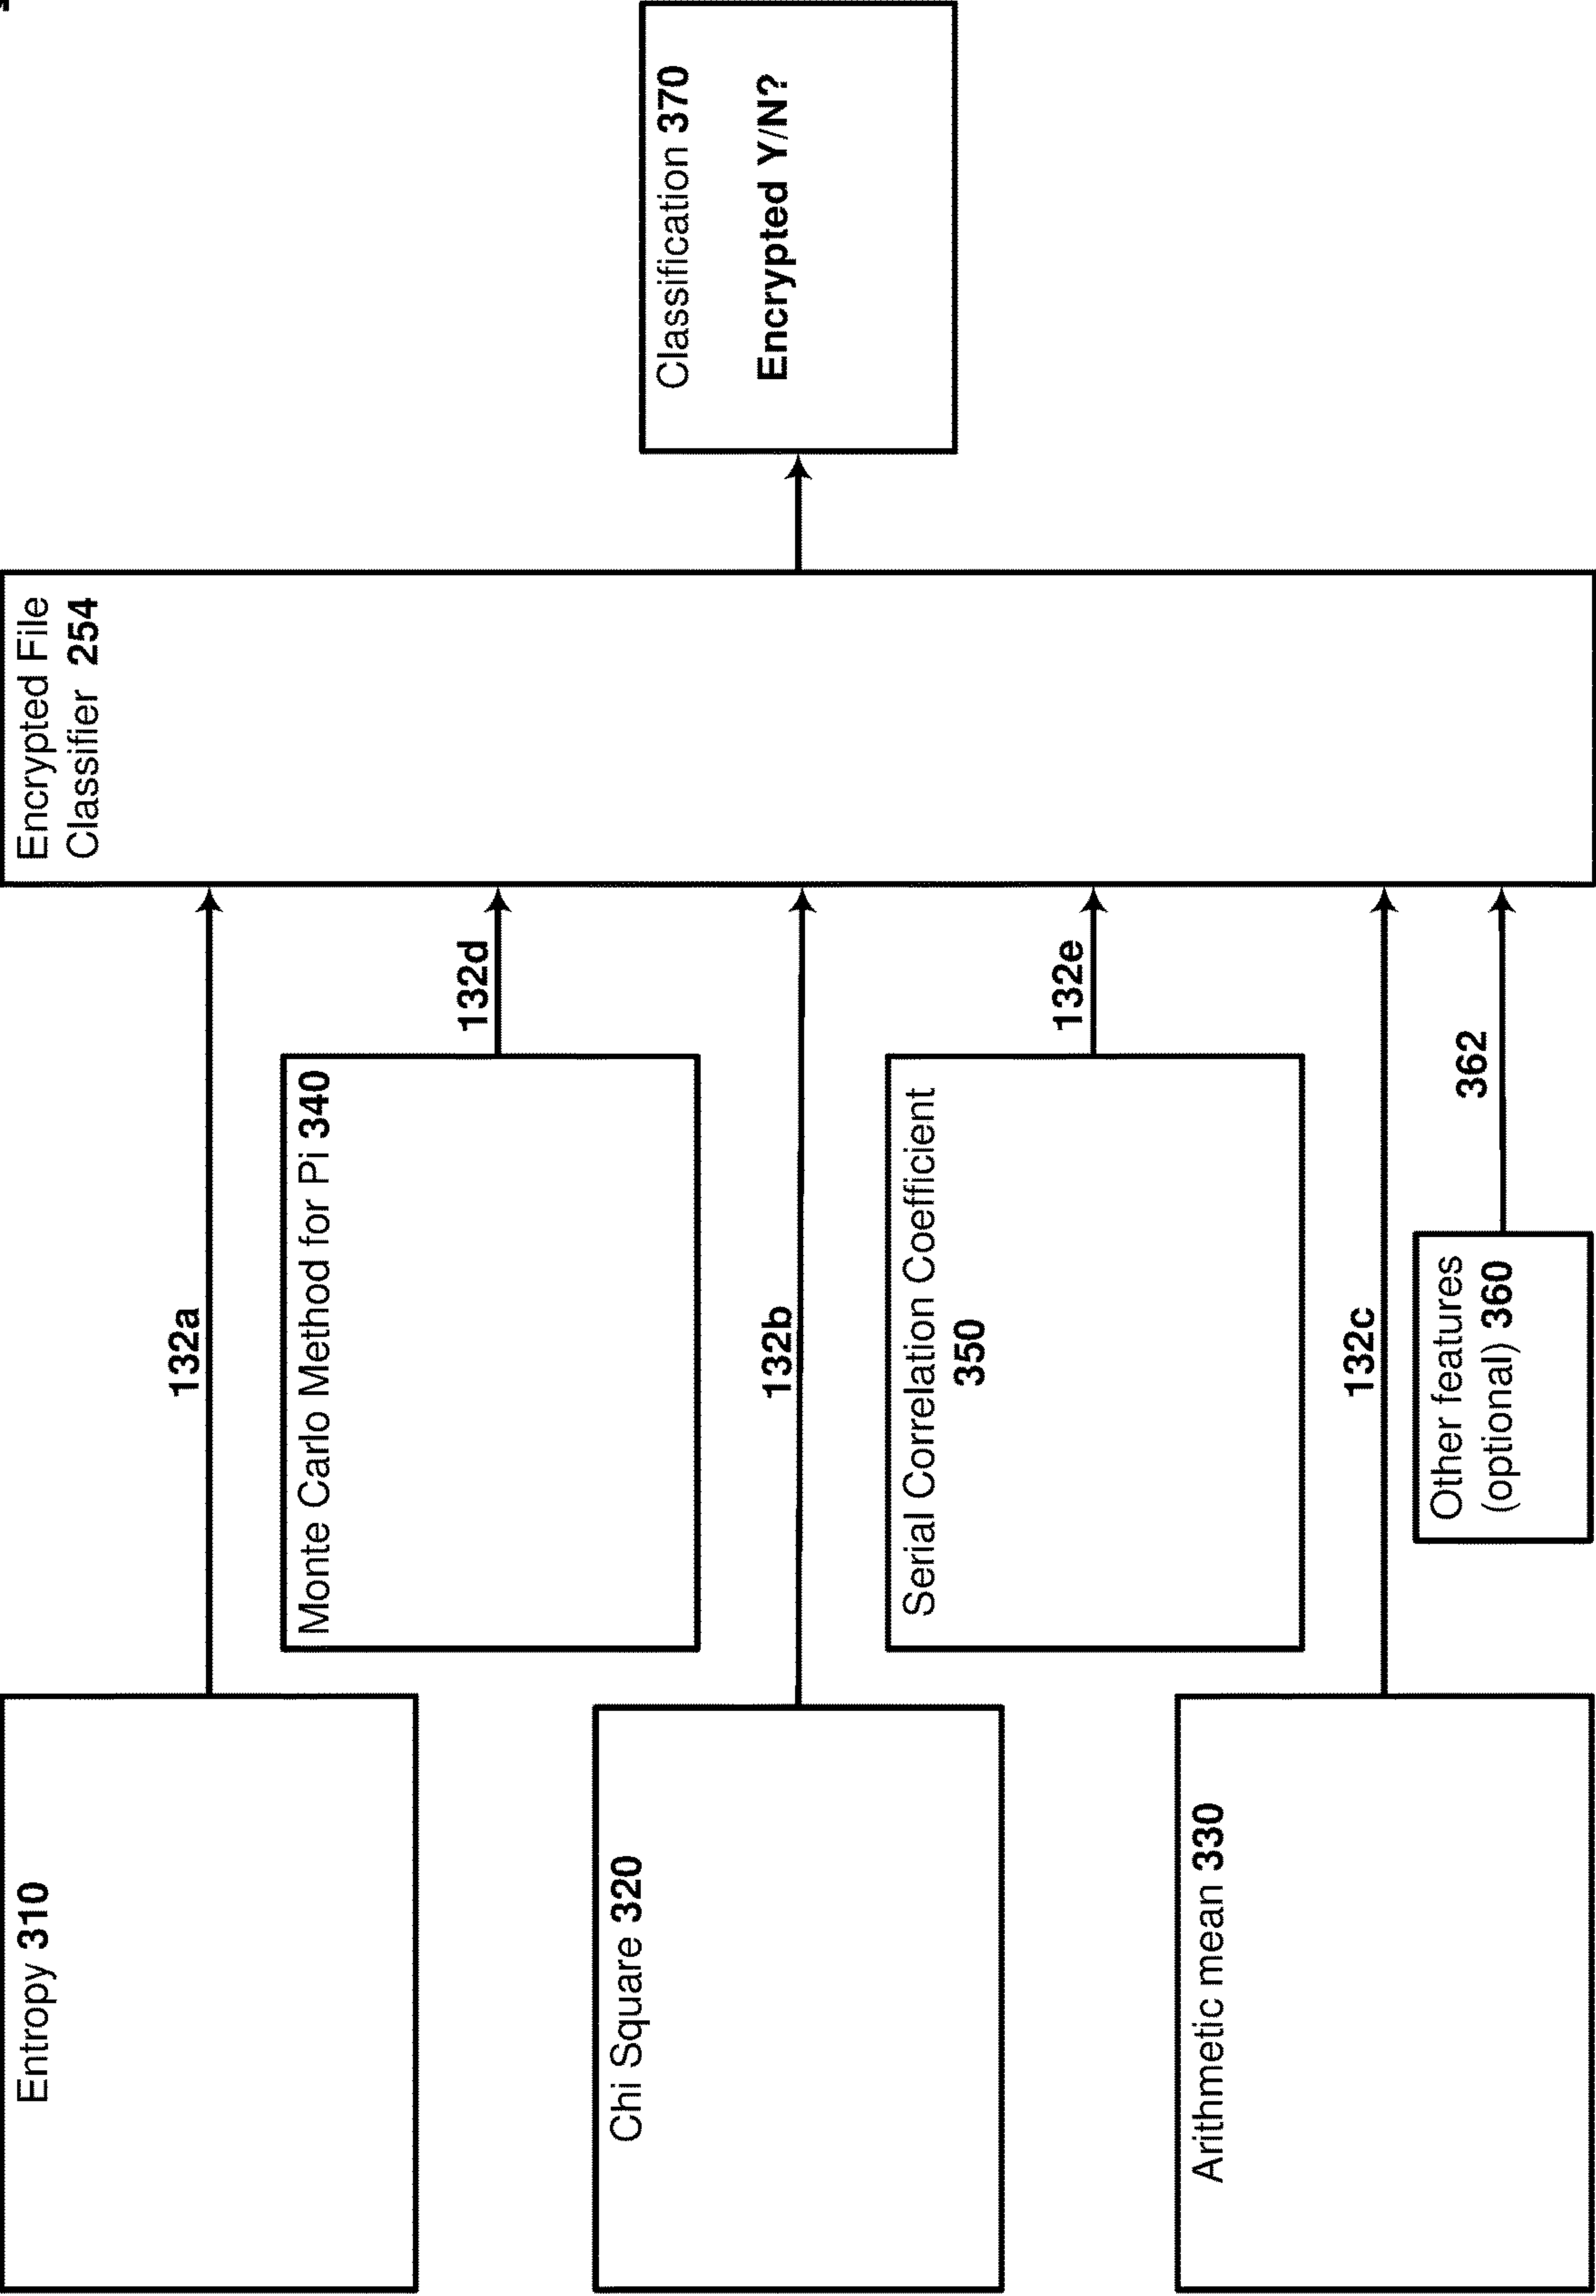 Entropy 310
132a
Encrypted File
Classifier 254
Monte Carlo Method for Pi 340
132d
Chi Square 320
132b
Classification 370
Encrypted Y/N?
Serial Correlation Coefficient
350
132e
Arithmetic mean 330
132c
Other features
(optional) 360
362